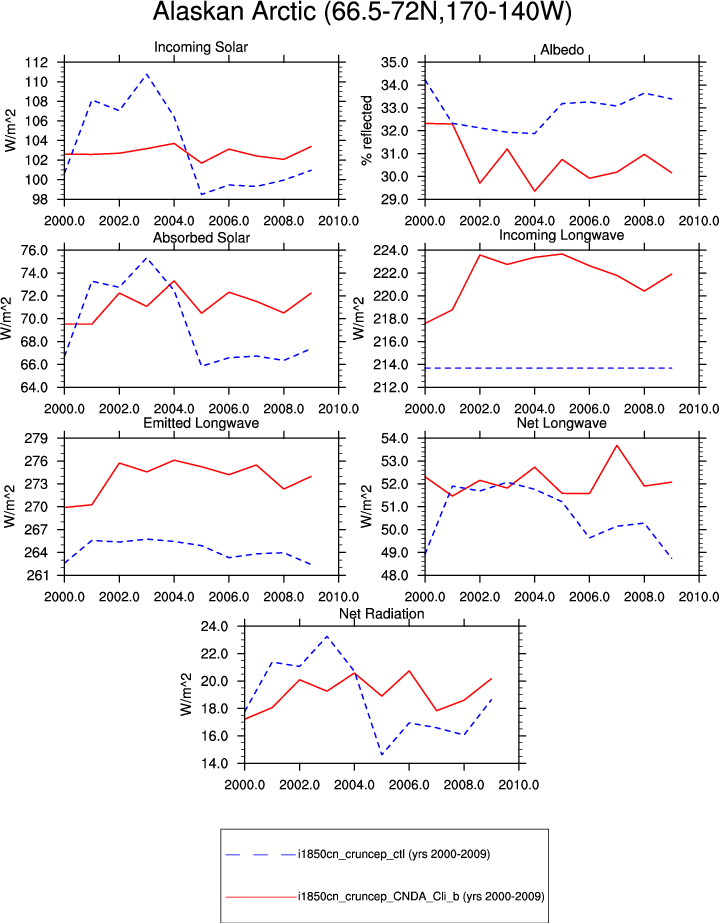 Alaskan Arctic (66.5-72N,170-140W)
Incoming Solar
112
110
108
106
104
102
100
98
W/m^2
2000.0 2002.0 2004.0 2006.0 2008.0 2010.0
Albedo
35.0
34.0
33.0
32.0
31.0
30.0
29.0
% reflected
2000.0 2002.0 2004.0 2006.0 2008.0 2010.0
Absorbed Solar
76.0
74.0
72.0
70.0
68.0
66.0
64.0
W/m^2
2000.0 2002.0 2004.0 2006.0 2008.0 2010.0
Incoming Longwave
224.0
222.0
220.0
218.0
216.0
214.0
212.0
W/m^2
2000.0 2002.0 2004.0 2006.0 2008.0 2010.0
Emitted Longwave
279
276
273
270
267
264
261
W/m^2
2000.0 2002.0 2004.0 2006.0 2008.0 2010.0
Net Longwave
54.0
53.0
52.0
51.0
50.0
49.0
48.0
W/m^2
2000.0 2002.0 2004.0 2006.0 2008.0 2010.0
Net Radiation
24.0
22.0
20.0
18.0
16.0
14.0
W/m^2
2000.0 2002.0 2004.0 2006.0 2008.0 2010.0
i1850cn_cruncep_ctl (yrs 2000-2009)
i1850cn_cruncep_CNDA_Cli_b (yrs 2000-2009)